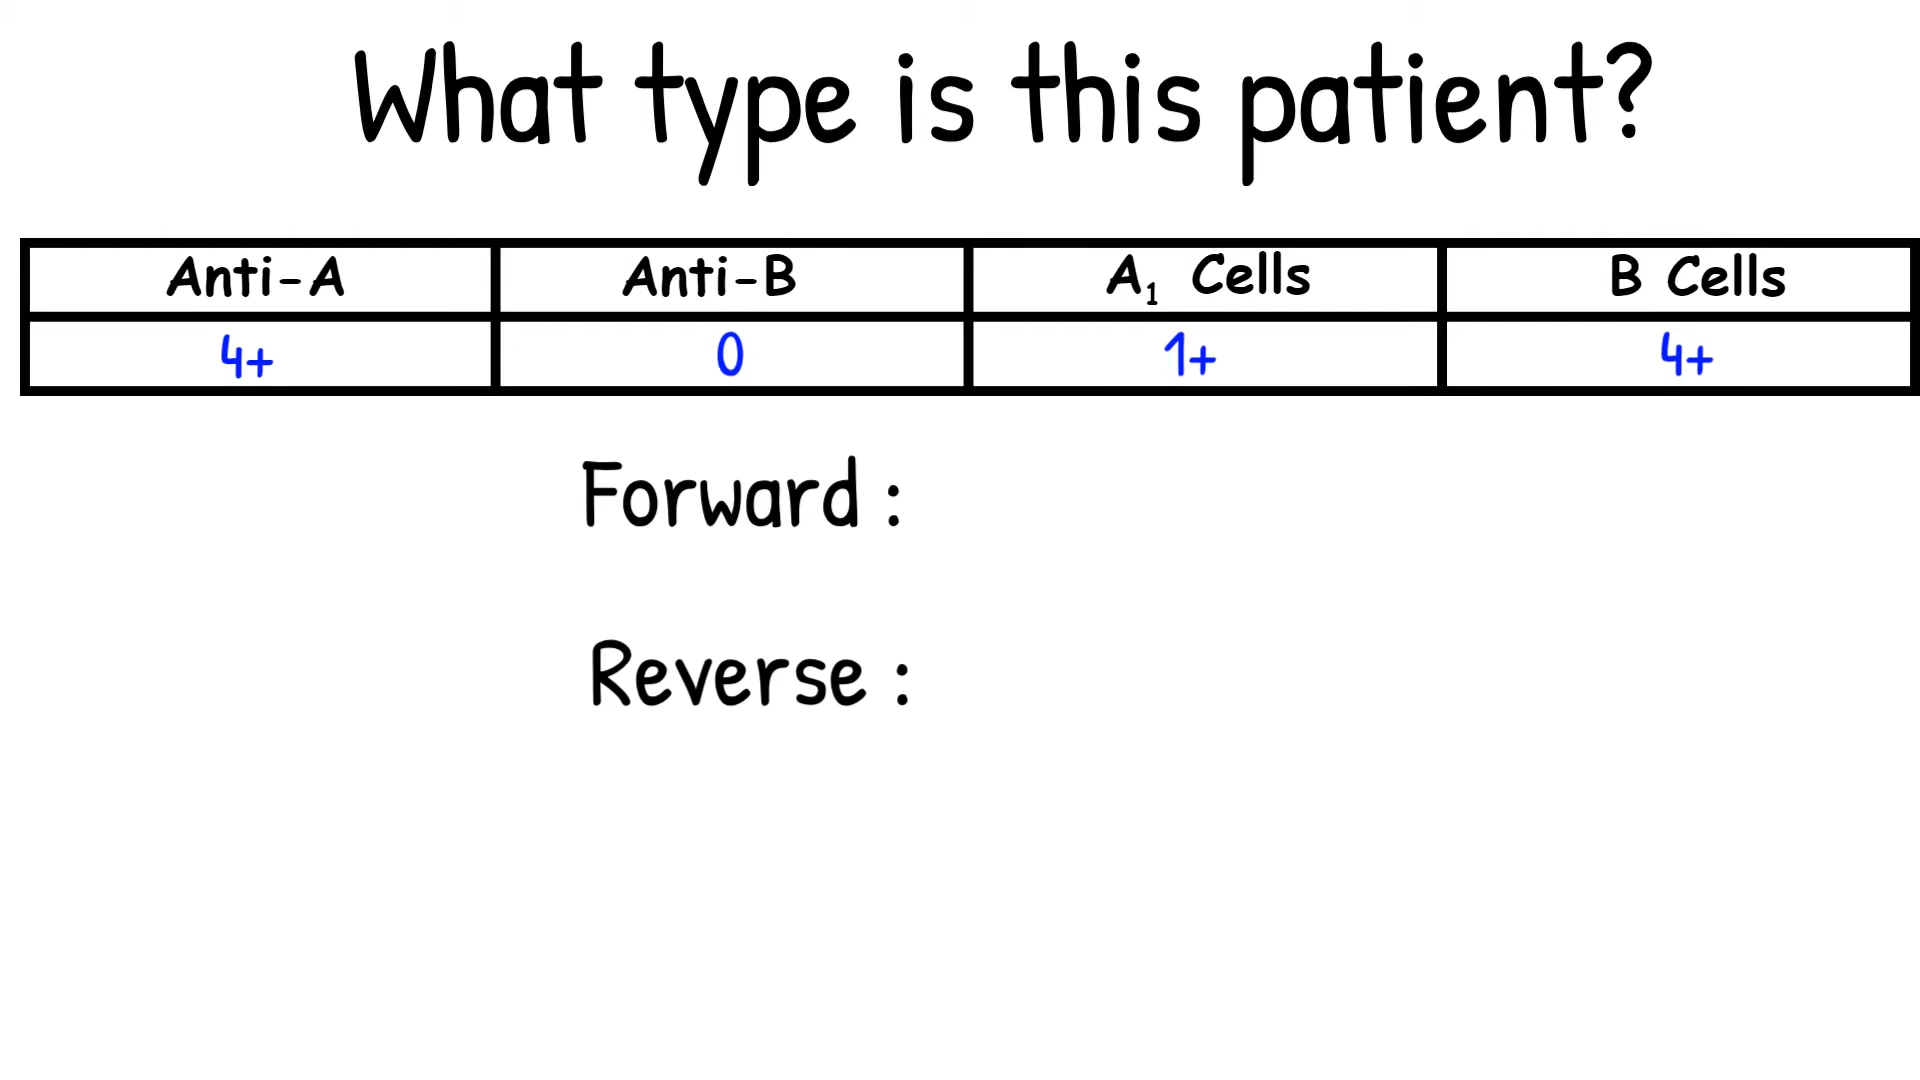 What type is this patient?
Anti-A Anti-B A₁ Cells B Cells
4+ 0 1+ 4+
Forward :
Reverse :